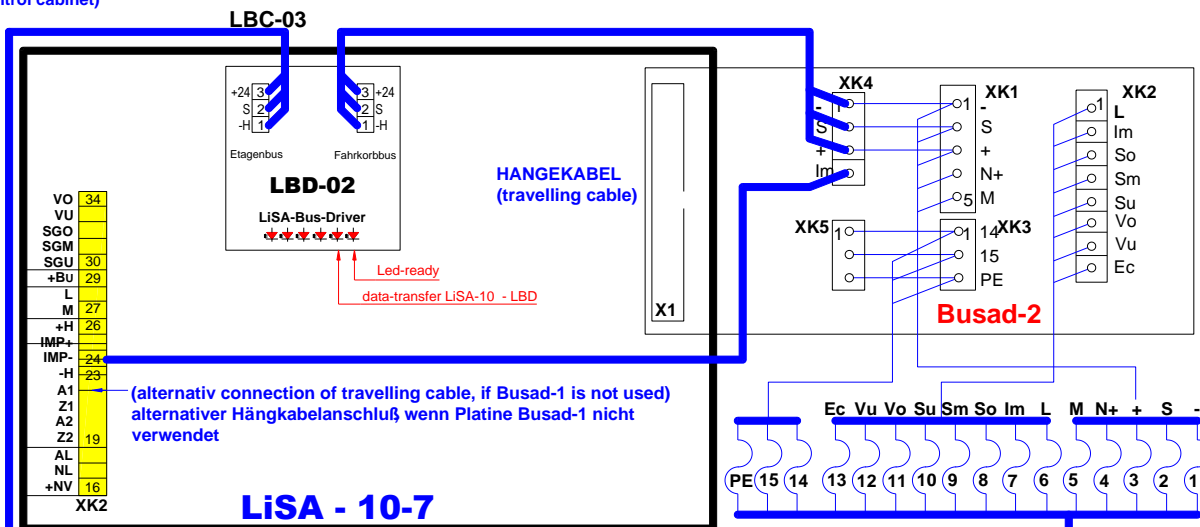 ntrol cabinet)
LBC-03
+24 3
S 2
-H 1
3 +24
2 S
1 -H
Etagenbus
Fahrkorbbus
LBD-02
LiSA-Bus-Driver
Led-ready
data-transfer LiSA-10 - LBD
HANGEKABEL
(travelling cable)
XK4
- 1
S
+
Im
XK1
1 -
S
+
N+
5 M
XK2
1 L
Im
So
Sm
Su
Vo
Vu
Ec
XK5
1
XK3
1 14
15
PE
X1
Busad-2
VO 34
VU
SGO
SGM
SGU 30
+BU 29
L
M 27
+H 26
IMP+
IMP- 24
-H 23
A1
Z1
A2
Z2 19
AL
NL
+NV 16
XK2
(alternativ connection of travelling cable, if Busad-1 is not used)
alternativer Hängkabelanschluß, wenn Platine Busad-1 nicht
verwendet
LiSA - 10-7
Ec Vu Vo Su Sm So Im L M N+ + S -
PE 15 14 13 12 11 10 9 8 7 6 5 4 3 2 1